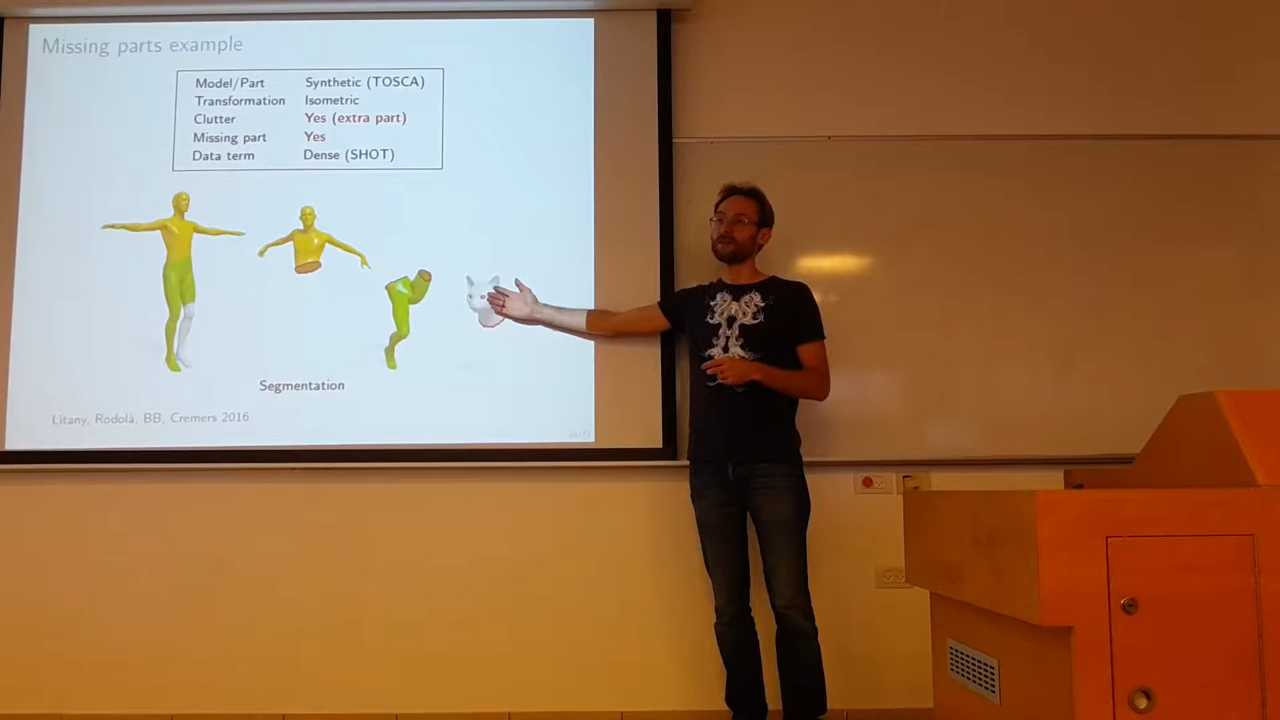 Missing parts example
Model/Part Synthetic (TOSCA)
Transformation Isometric
Clutter Yes (extra part)
Missing part Yes
Data term Dense (SHOT)
Segmentation
Litany, Rodolà, BB, Cremers 2016